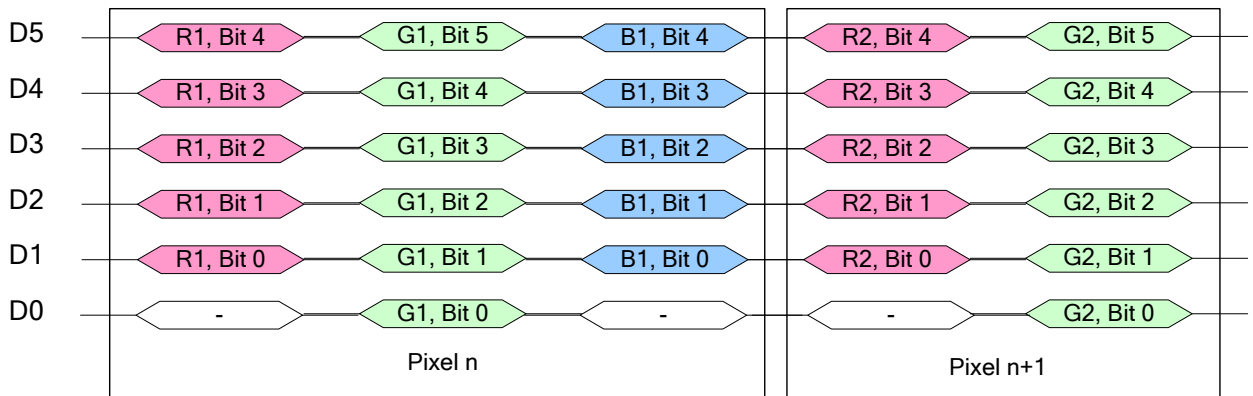 D5 R1, Bit 4 G1, Bit 5 B1, Bit 4 R2, Bit 4 G2, Bit 5
D4 R1, Bit 3 G1, Bit 4 B1, Bit 3 R2, Bit 3 G2, Bit 4
D3 R1, Bit 2 G1, Bit 3 B1, Bit 2 R2, Bit 2 G2, Bit 3
D2 R1, Bit 1 G1, Bit 2 B1, Bit 1 R2, Bit 1 G2, Bit 2
D1 R1, Bit 0 G1, Bit 1 B1, Bit 0 R2, Bit 0 G2, Bit 1
D0 - G1, Bit 0 - - G2, Bit 0
Pixel n Pixel n+1